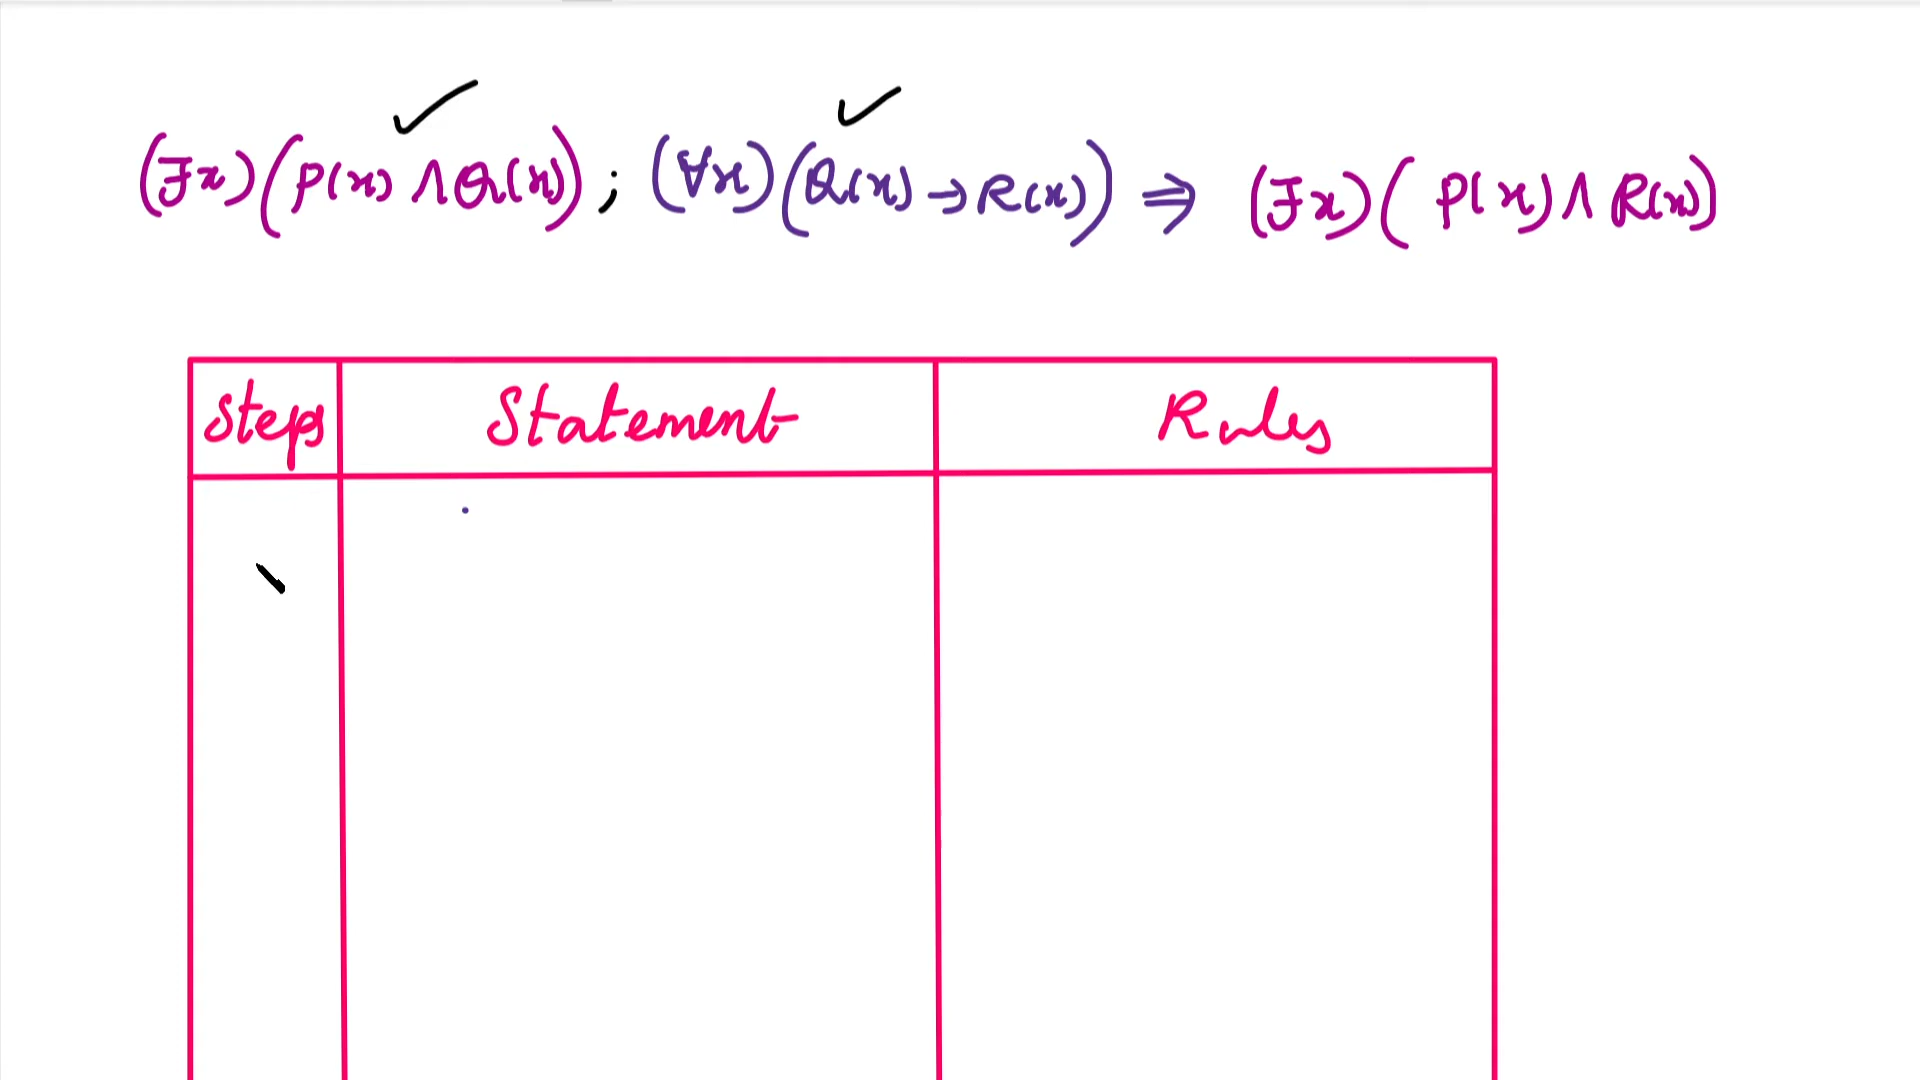 (∃x)(P(x) ∧ Q(x)) ; (∀x)(Q(x) → R(x)) ⇒ (∃x)( P(x) ∧ R(x))
Steps Statement Rules